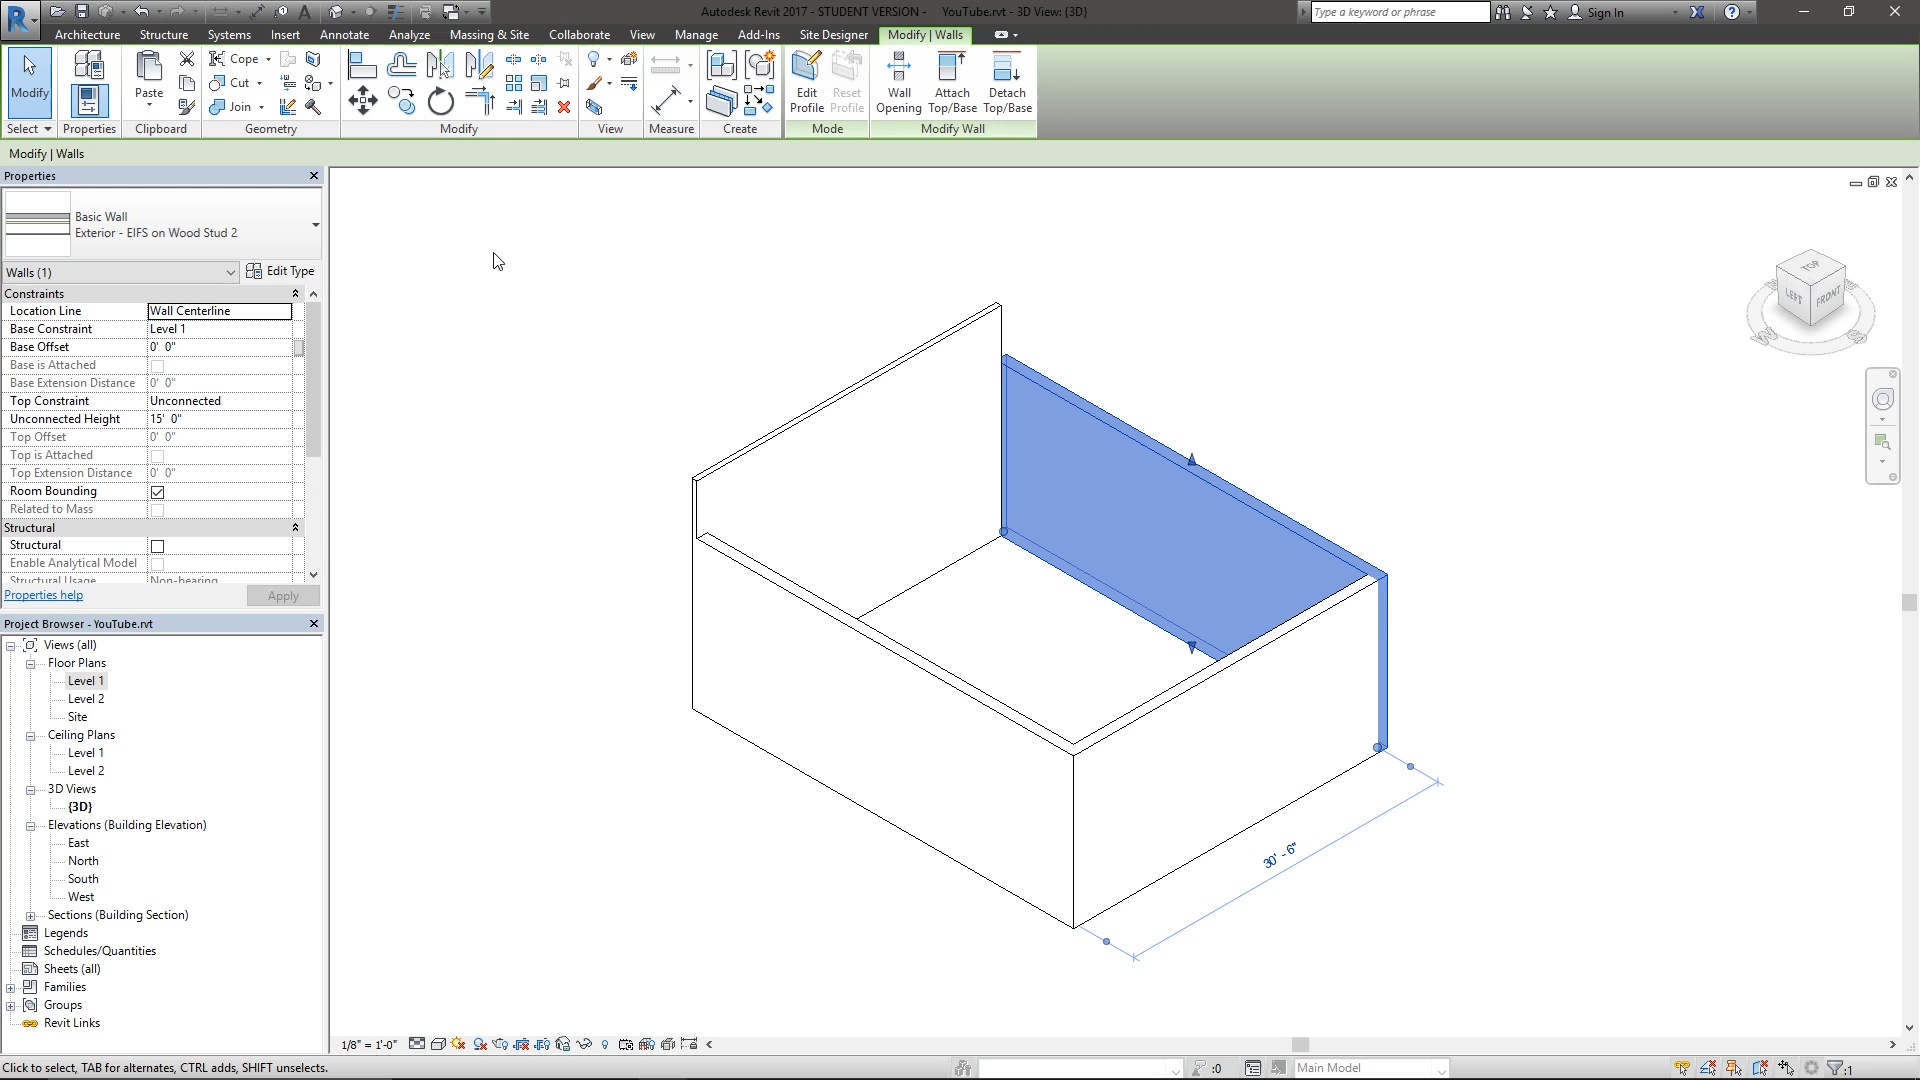 Autodesk Revit 2017 - STUDENT VERSION - YouTube.rvt - 3D View: {3D}
Type a keyword or phrase
Sign In
Architecture Structure Systems Insert Annotate Analyze Massing & Site Collaborate View Manage Add-Ins Site Designer Modify | Walls
Modify
Paste
Cope
Cut
Join
Edit Profile
Reset Profile
Wall Opening
Attach Top/Base
Detach Top/Base
Select Properties Clipboard Geometry Modify View Measure Create Mode Modify Wall
Modify | Walls
Properties
Basic Wall
Exterior - EIFS on Wood Stud 2
Walls (1) Edit Type
Constraints
Location Line Wall Centerline
Base Constraint Level 1
Base Offset 0' 0"
Base is Attached
Base Extension Distance 0' 0"
Top Constraint Unconnected
Unconnected Height 15' 0"
Top Offset 0' 0"
Top is Attached
Top Extension Distance 0' 0"
Room Bounding
Related to Mass
Structural
Structural
Enable Analytical Model
Structural Usage Non-bearing
Properties help Apply
Project Browser - YouTube.rvt
Views (all)
Floor Plans
Level 1
Level 2
Site
Ceiling Plans
Level 1
Level 2
3D Views
{3D}
Elevations (Building Elevation)
East
North
South
West
Sections (Building Section)
Legends
Schedules/Quantities
Sheets (all)
Families
Groups
Revit Links
TOP
LEFT FRONT
W S
30' - 6"
1/8" = 1'-0"
Click to select, TAB for alternates, CTRL adds, SHIFT unselects.
:0
Main Model
:1